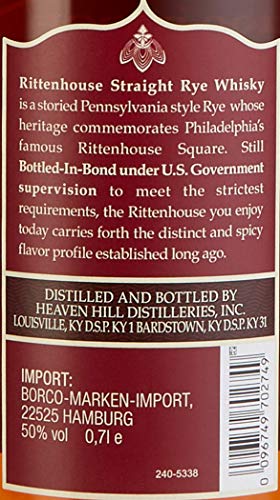 Rittenhouse Straight Rye Whisky
is a storied Pennsylvania style Rye whose
heritage commemorates Philadelphia's
famous Rittenhouse Square. Still
Bottled-In-Bond under U.S. Government
supervision to meet the strictest
requirements, the Rittenhouse you enjoy
today carries forth the distinct and spicy
flavor profile established long ago.
DISTILLED AND BOTTLED BY
HEAVEN HILL DISTILLERIES, INC.
LOUISVILLE, KY D.S.P. KY 1 BARDSTOWN, KY D.S.P. KY 31
IMPORT:
BORCO-MARKEN-IMPORT,
22525 HAMBURG
50% vol 0,7l e
240-5338
0 096749 702749